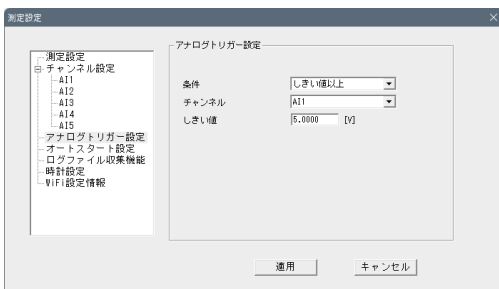 測定設定
測定設定
チャンネル設定
AI1
AI2
AI3
AI4
AI5
アナログトリガー設定
オートスタート設定
ログファイル収集機能
時計設定
WiFi設定情報
アナログトリガー設定
条件 しきい値以上
チャンネル AI1
しきい値 5.0000 [V]
適用 キャンセル